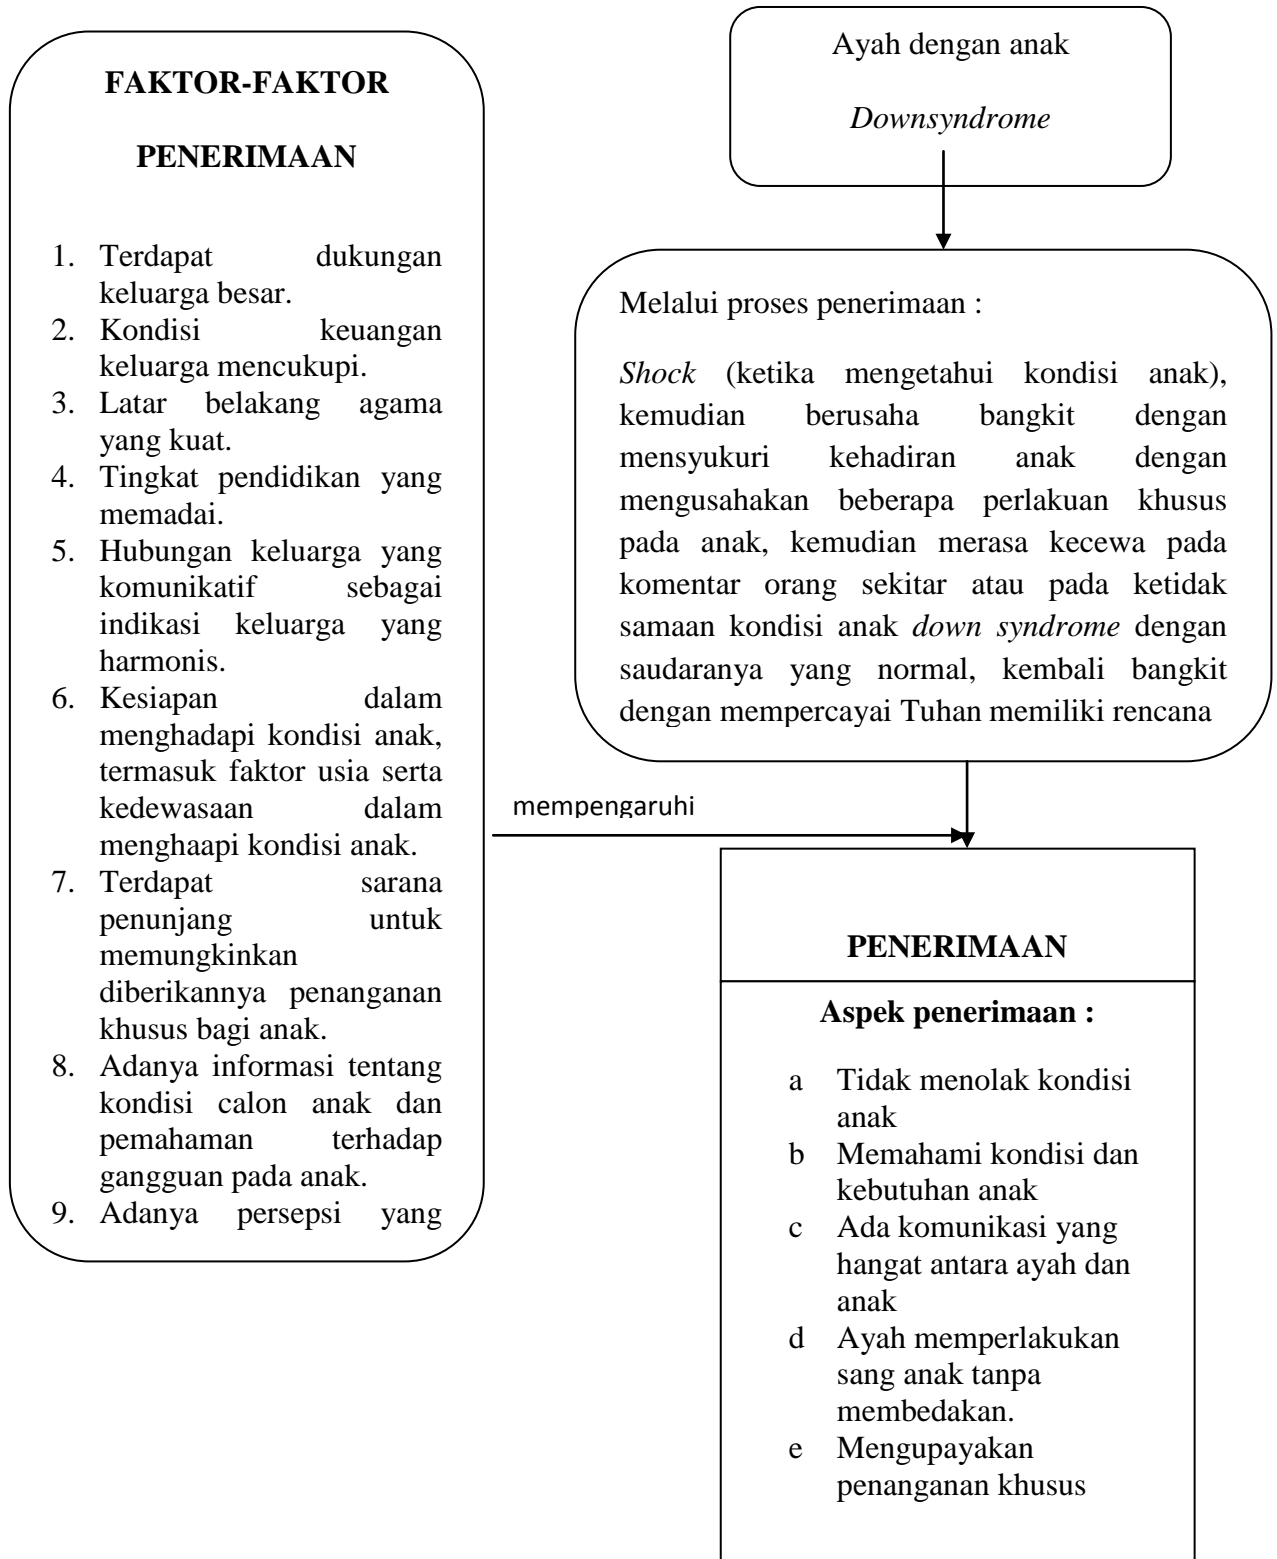 FAKTOR-FAKTOR
PENERIMAAN
1. Terdapat dukungan
keluarga besar.
2. Kondisi keuangan
keluarga mencukupi.
3. Latar belakang agama
yang kuat.
4. Tingkat pendidikan yang
memadai.
5. Hubungan keluarga yang
komunikatif sebagai
indikasi keluarga yang
harmonis.
6. Kesiapan dalam
menghadapi kondisi anak,
termasuk faktor usia serta
kedewasaan dalam
menghaapi kondisi anak.
7. Terdapat sarana
penunjang untuk
memungkinkan
diberikannya penanganan
khusus bagi anak.
8. Adanya informasi tentang
kondisi calon anak dan
pemahaman terhadap
gangguan pada anak.
9. Adanya persepsi yang
Ayah dengan anak
Downsyndrome
Melalui proses penerimaan :
Shock (ketika mengetahui kondisi anak),
kemudian berusaha bangkit dengan
mensyukuri kehadiran anak dengan
mengusahakan beberapa perlakuan khusus
pada anak, kemudian merasa kecewa pada
komentar orang sekitar atau pada ketidak
samaan kondisi anak down syndrome dengan
saudaranya yang normal, kembali bangkit
dengan mempercayai Tuhan memiliki rencana
mempengaruhi
PENERIMAAN
Aspek penerimaan :
a Tidak menolak kondisi
anak
b Memahami kondisi dan
kebutuhan anak
c Ada komunikasi yang
hangat antara ayah dan
anak
d Ayah memperlakukan
sang anak tanpa
membedakan.
e Mengupayakan
penanganan khusus